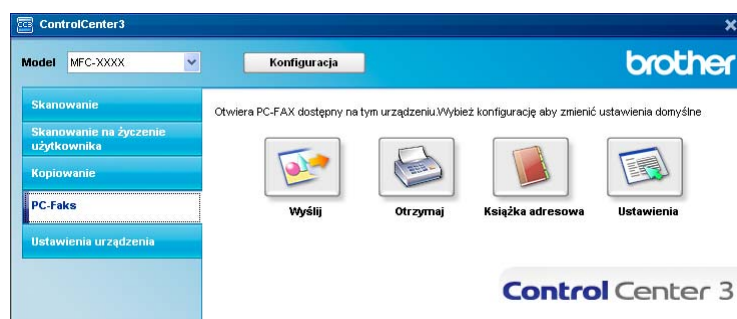 ControlCenter3
Model MFC-XXXX Konfiguracja brother
Skanowanie
Skanowanie na życzenie
użytkownika
Kopiowanie
PC-Faks
Ustawienia urządzenia
Otwiera PC-FAX dostępny na tym urządzeniu.Wybież konfigurację aby zmienić ustawienia domyślne
Wyślij Otrzymaj Książka adresowa Ustawienia
Control Center 3